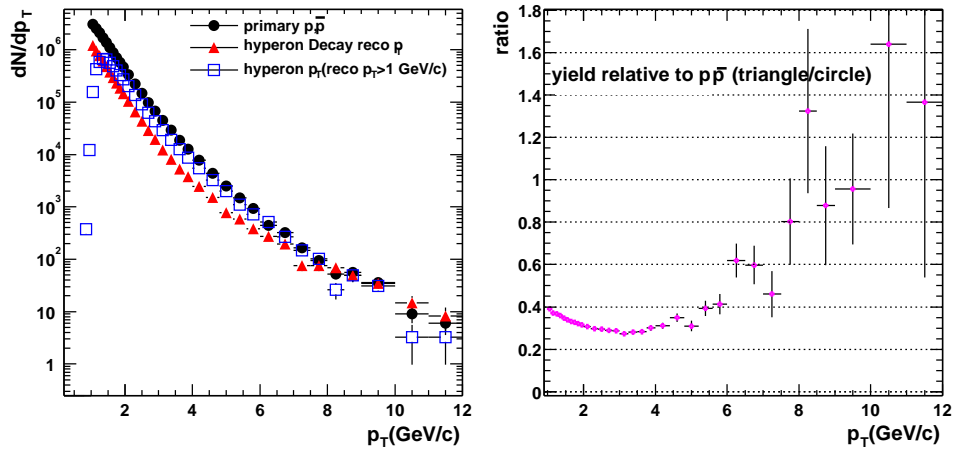 dN/dp_T
primary p,p̅
hyperon Decay reco p_T
hyperon p_T(reco p_T>1 GeV/c)
10^6
10^5
10^4
10^3
10^2
10
1
2 4 6 8 10 12
p_T(GeV/c)
ratio
yield relative to pp̅ (triangle/circle)
1.8
1.6
1.4
1.2
1
0.8
0.6
0.4
0.2
0
2 4 6 8 10 12
p_T(GeV/c)